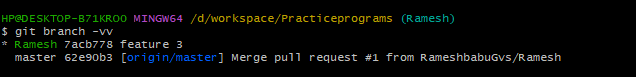 HP@DESKTOP-B71KROO MINGW64 /d/workspace/Practiceprograms (Ramesh)
$ git branch -vv
* Ramesh 7acb778 feature 3
  master 62e90b3 [origin/master] Merge pull request #1 from RameshbabuGvs/Ramesh